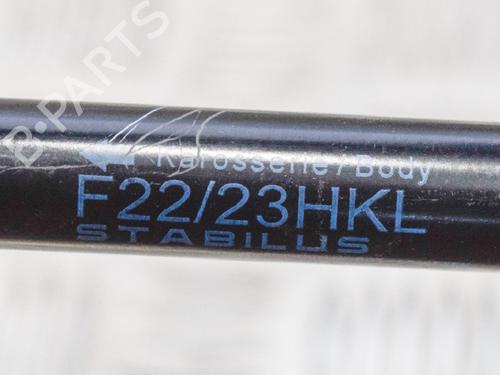 B-PARTS
Karosserie / Body
F22/23HKL
STABILUS